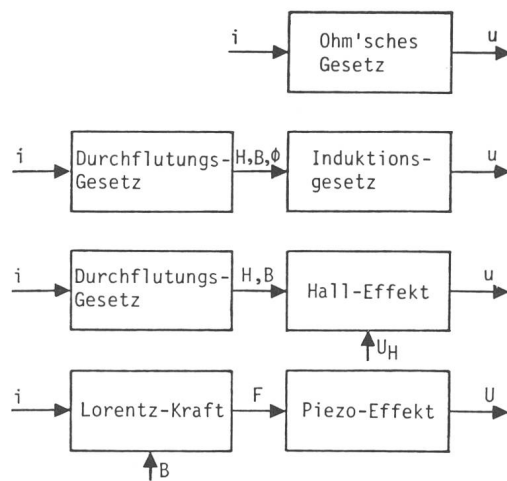 i Ohm'sches u
Gesetz
i Durchflutungs- H,B,ϕ Induktions- u
Gesetz gesetz
i Durchflutungs- H,B Hall-Effekt u
Gesetz
U_H
i Lorentz-Kraft F Piezo-Effekt U
B